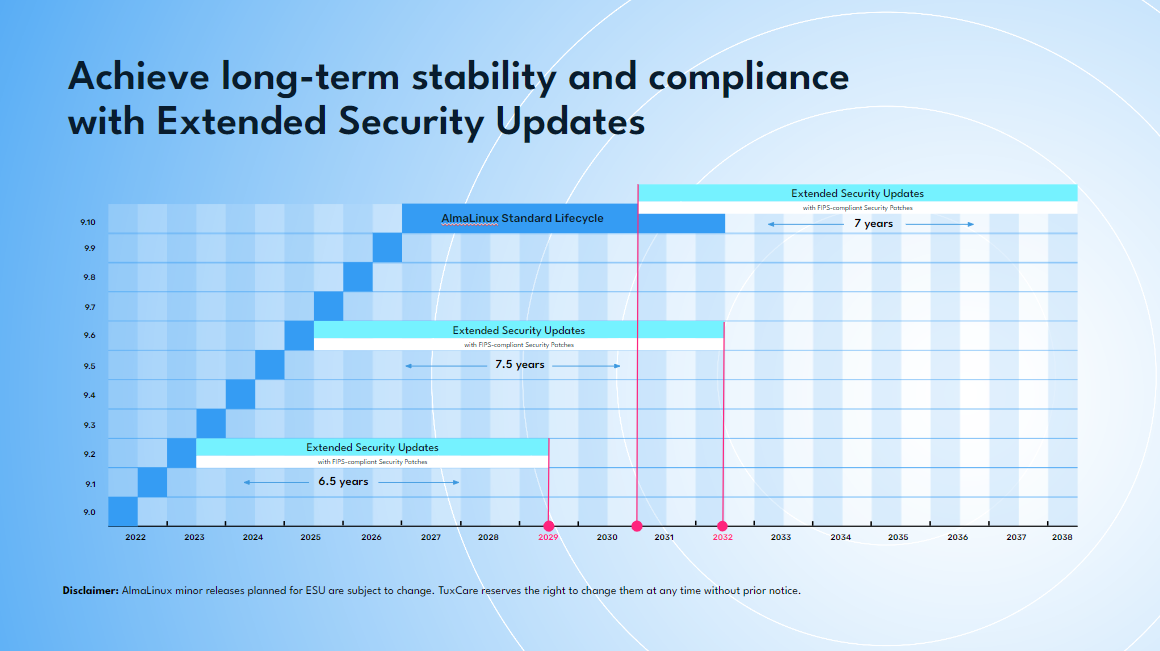 Achieve long-term stability and compliance
with Extended Security Updates
Extended Security Updates
with FIPS-compliant Security Patches
9.10
AlmaLinux Standard Lifecycle
7 years
9.9
9.8
9.7
9.6
Extended Security Updates
with FIPS-compliant Security Patches
9.5
7.5 years
9.4
9.3
9.2
Extended Security Updates
with FIPS-compliant Security Patches
9.1
6.5 years
9.0
2022 2023 2024 2025 2026 2027 2028 2029 2030 2031 2032 2033 2034 2035 2036 2037 2038
Disclaimer: AlmaLinux minor releases planned for ESU are subject to change. TuxCare reserves the right to change them at any time without prior notice.